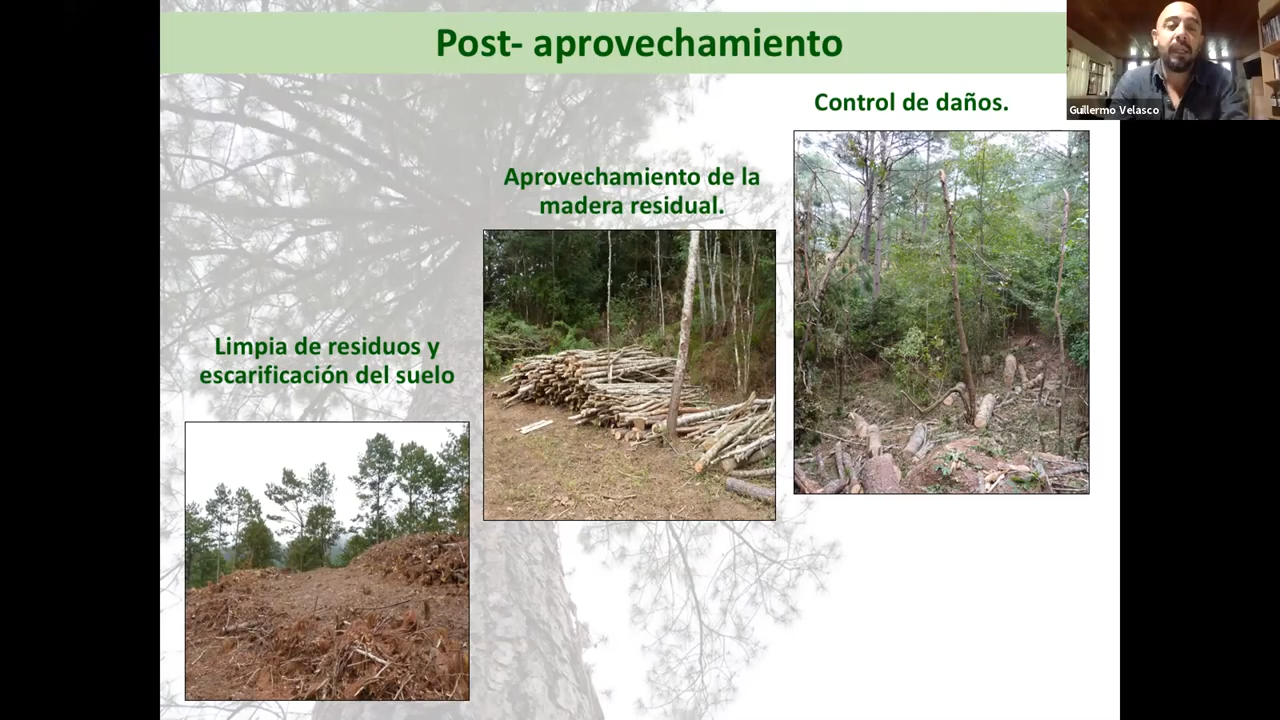 Post- aprovechamiento
Guillermo Velasco
Control de daños.
Aprovechamiento de la
madera residual.
Limpia de residuos y
escarificación del suelo